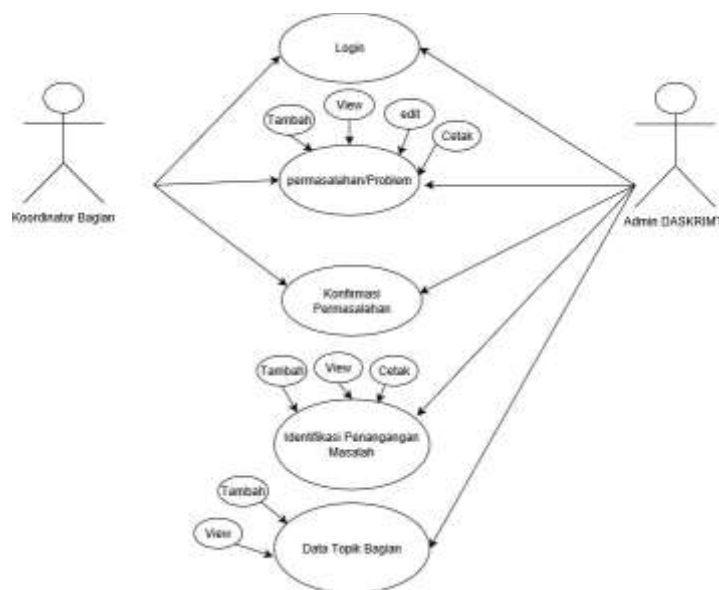 Login
View
Tambah
edit
Cetak
permasalahan/Problem
Koordinator Bagian
Admin DASKRIMT
Konfirmasi
Permasalahan
Tambah
View
Cetak
Identifikasi Penangangan
Masalah
Tambah
View
Data Topik Bagian